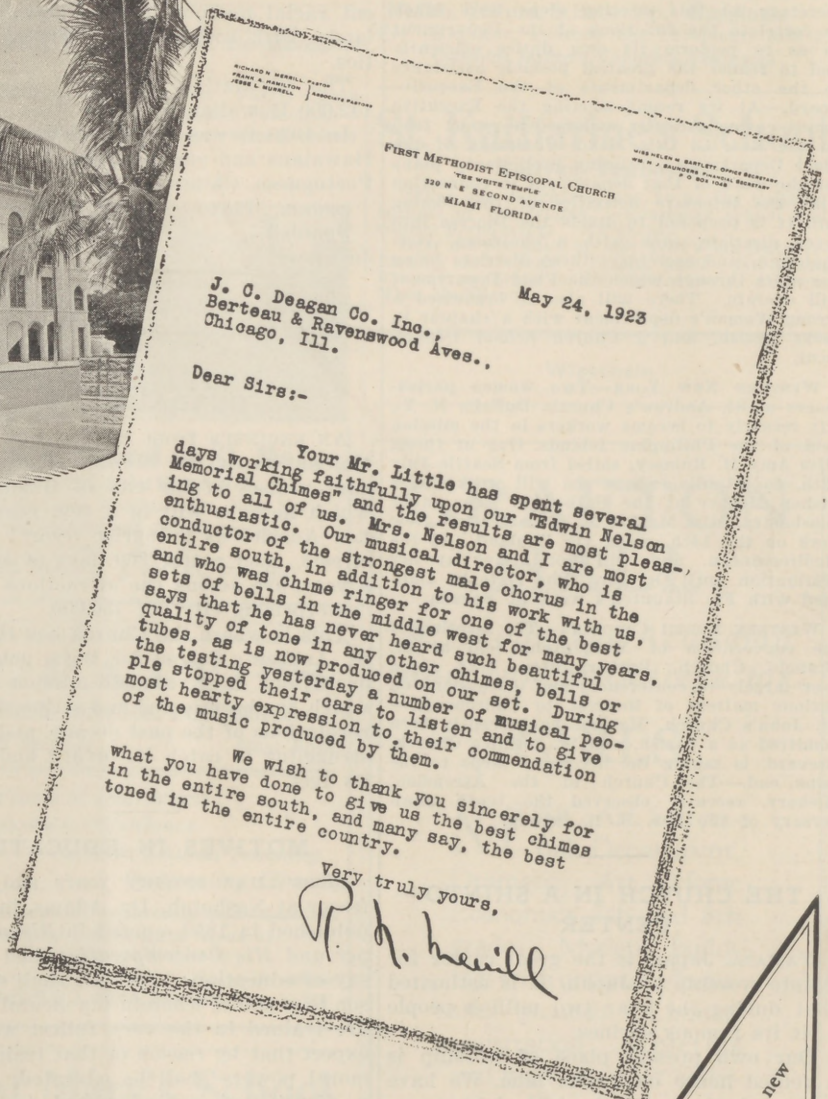 RICHARD N. MERRILL, PASTOR
FRANK A. HAMILTON
JESSE L. MURRELL } ASSOCIATE PASTORS
FIRST METHODIST EPISCOPAL CHURCH
"THE WHITE TEMPLE"
320 N E SECOND AVENUE
MIAMI FLORIDA
MISS HELEN W. BARTLETT, OFFICE SECRETARY
WM. H. J. SAUNDERS FINANCIAL SECRETARY
P O BOX 1048
May 24, 1923
J. C. Deagan Co. Inc.,
Berteau & Ravenswood Aves.,
Chicago, Ill.
Dear Sirs:-
Your Mr. Little has spent several
days working faithfully upon our "Edwin Nelson
Memorial Chimes" and the results are most pleas-
ing to all of us. Mrs. Nelson and I are most
enthusiastic. Our musical director, who is
conductor of the strongest male chorus in the
entire south, in addition to his work with us,
and who was chime ringer for one of the best
sets of bells in the middle west for many years,
says that he has never heard such beautiful
quality of tone in any other chimes, bells or
tubes, as is now produced on our set. During
the testing yesterday a number of musical peo-
ple stopped their cars to listen and to give
most hearty expression to their commendation
of the music produced by them.
We wish to thank you sincerely for
what you have done to give us the best chimes
in the entire south, and many say, the best
toned in the entire country.
Very truly yours,
R. N. Merrill
new